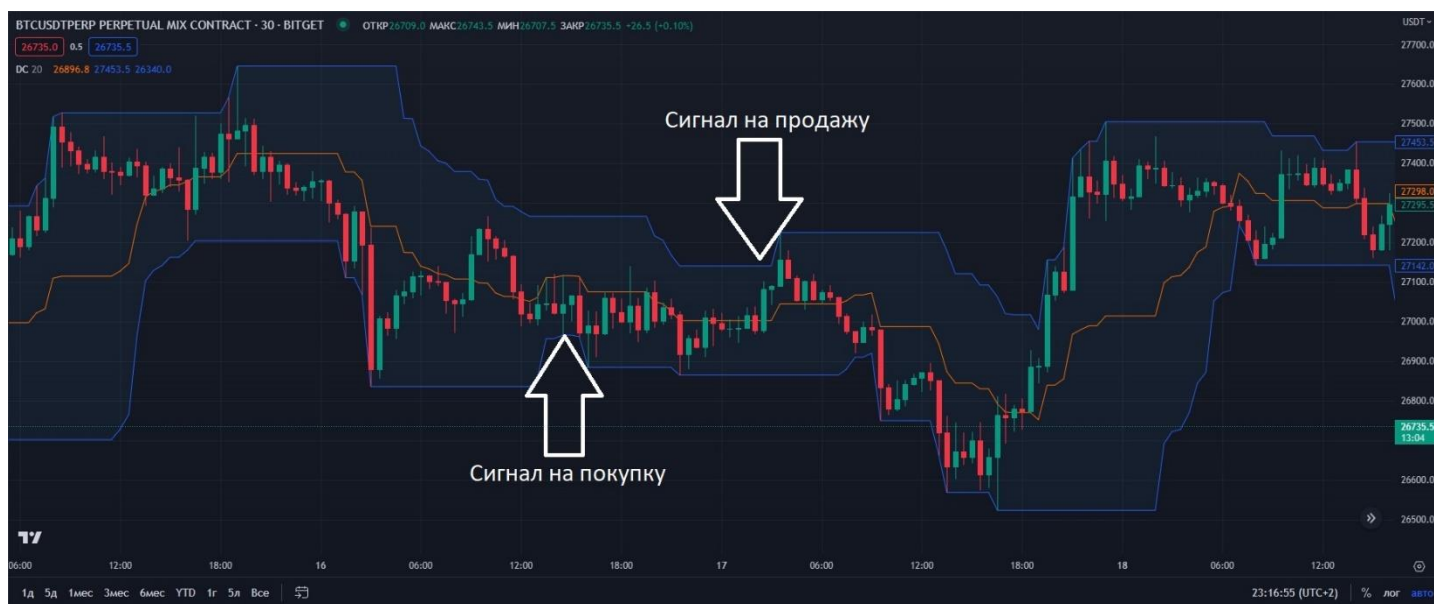 BTCUSDTPERP PERPETUAL MIX CONTRACT · 30 · BITGET ОТКР26709.0 МАКС26743.5 МИН26707.5 ЗАКР26735.5 +26.5 (+0.10%)
USDT
26735.0 0.5 26735.5
DC 20 26896.8 27453.5 26340.0
27700.0
27600.0
27500.0
Сигнал на продажу
27453.5
27400.0
27298.0
27295.5
27200.0
27142.0
27100.0
27000.0
26900.0
26800.0
26735.5
13:04
Сигнал на покупку
26600.0
26500.0
06:00 12:00 18:00 16 06:00 12:00 18:00 17 06:00 12:00 18:00 18 06:00 12:00
1д 5д 1мес 3мес 6мес YTD 1г 5л Все 23:16:55 (UTC+2) % лог авто